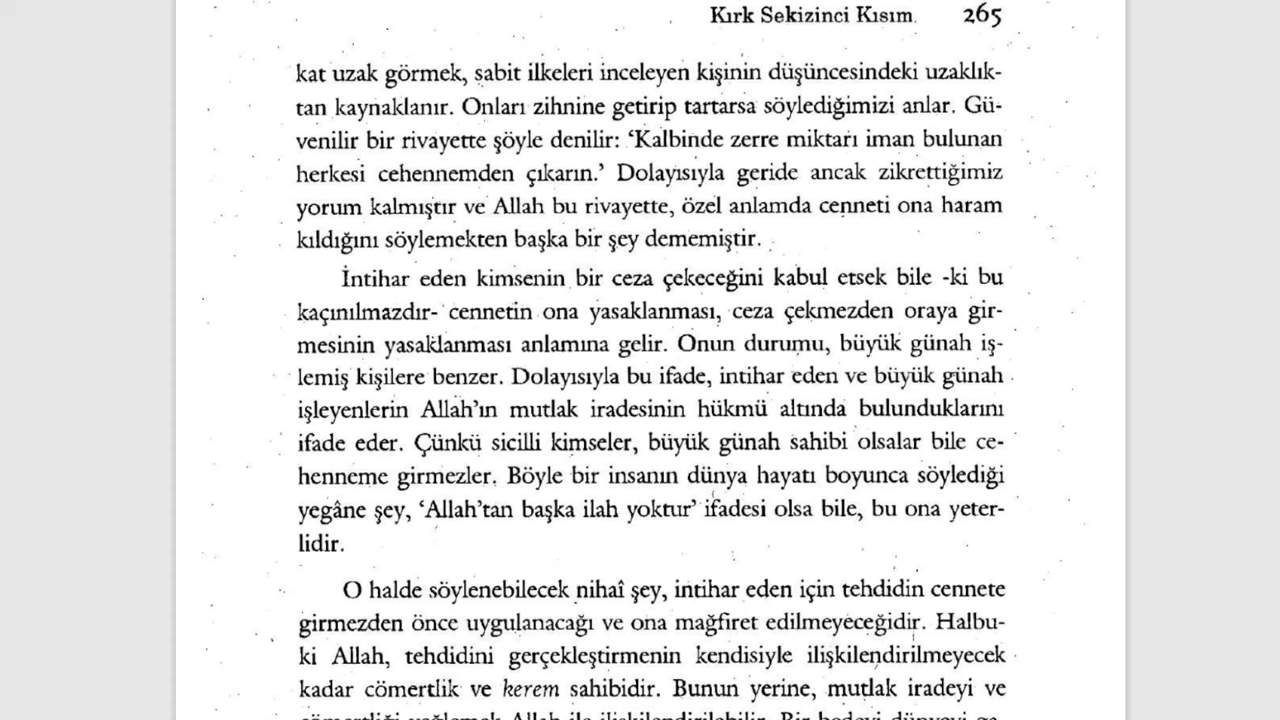 Kırk Sekizinci Kısım 265
kat uzak görmek, sabit ilkeleri inceleyen kişinin düşüncesindeki uzaklık-
tan kaynaklanır. Onları zihnine getirip tartarsa söylediğimizi anlar. Gü-
venilir bir rivayette şöyle denilir: ‘Kalbinde zerre miktarı iman bulunan
herkesi cehennemden çıkarın.’ Dolayısıyla geride ancak zikrettiğimiz
yorum kalmıştır ve Allah bu rivayette, özel anlamda cenneti ona haram
kıldığını söylemekten başka bir şey dememiştir.
İntihar eden kimsenin bir ceza çekeceğini kabul etsek bile -ki bu
kaçınılmazdır- cennetin ona yasaklanması, ceza çekmezden oraya gir-
mesinin yasaklanması anlamına gelir. Onun durumu, büyük günah iş-
lemiş kişilere benzer. Dolayısıyla bu ifade, intihar eden ve büyük günah
işleyenlerin Allah’ın mutlak iradesinin hükmü altında bulunduklarını
ifade eder. Çünkü sicilli kimseler, büyük günah sahibi olsalar bile ce-
henneme girmezler. Böyle bir insanın dünya hayatı boyunca söylediği
yegâne şey, ‘Allah’tan başka ilah yoktur’ ifadesi olsa bile, bu ona yeter-
lidir.
O halde söylenebilecek nihaî şey, intihar eden için tehdidin cennete
girmezden önce uygulanacağı ve ona mağfiret edilmeyeceğidir. Halbu-
ki Allah, tehdidini gerçekleştirmenin kendisiyle ilişkilendirilmeyecek
kadar cömertlik ve kerem sahibidir. Bunun yerine, mutlak iradeyi ve